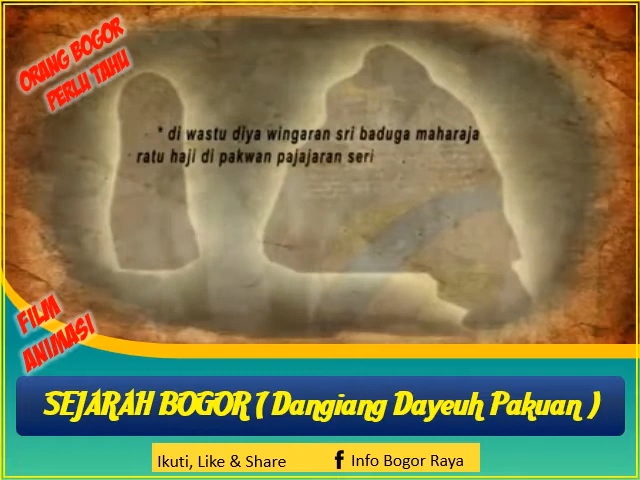 ORANG BOGOR
PERLU TAHU
* di wastu diya wingaran sri baduga maharaja
ratu haji di pakwan pajajaran seri
FILM
ANIMASI
SEJARAH BOGOR ( Dangiang Dayeuh Pakuan )
Ikuti, Like & Share f Info Bogor Raya